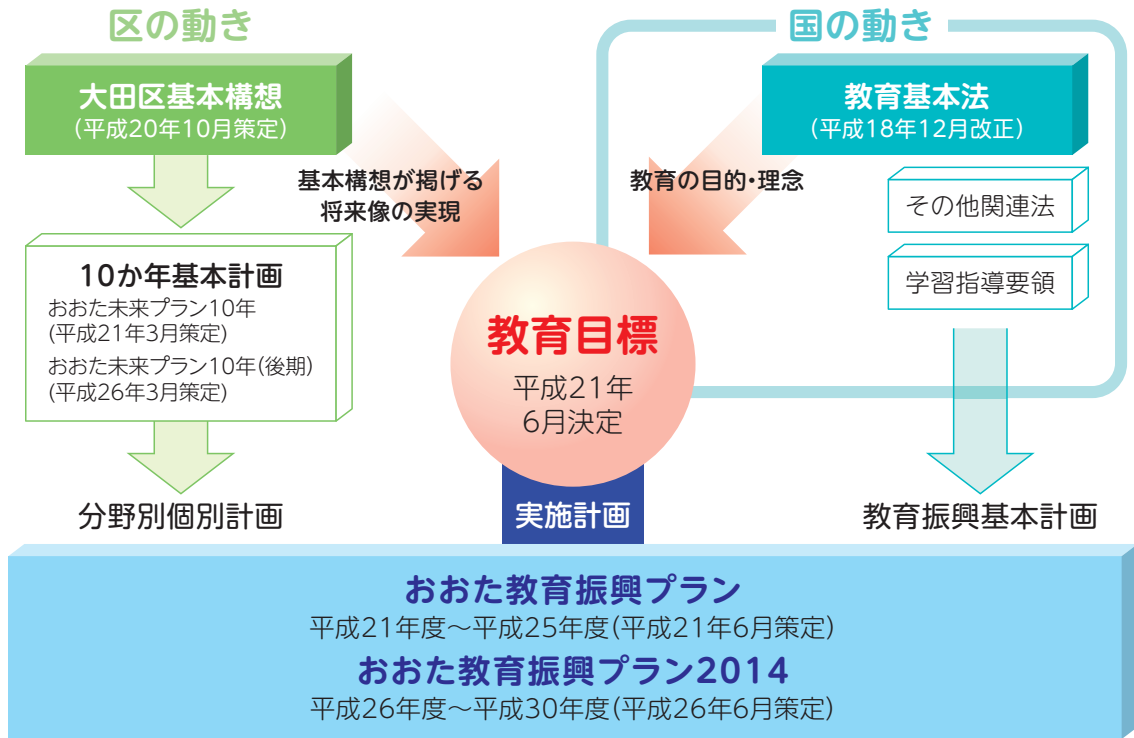 区の動き
大田区基本構想
(平成20年10月策定)
基本構想が掲げる
将来像の実現
10か年基本計画
おおた未来プラン10年
(平成21年3月策定)
おおた未来プラン10年(後期)
(平成26年3月策定)
分野別個別計画
国の動き
教育基本法
(平成18年12月改正)
教育の目的・理念
その他関連法
学習指導要領
教育振興基本計画
教育目標
平成21年
6月決定
実施計画
おおた教育振興プラン
平成21年度〜平成25年度(平成21年6月策定)
おおた教育振興プラン2014
平成26年度〜平成30年度(平成26年6月策定)